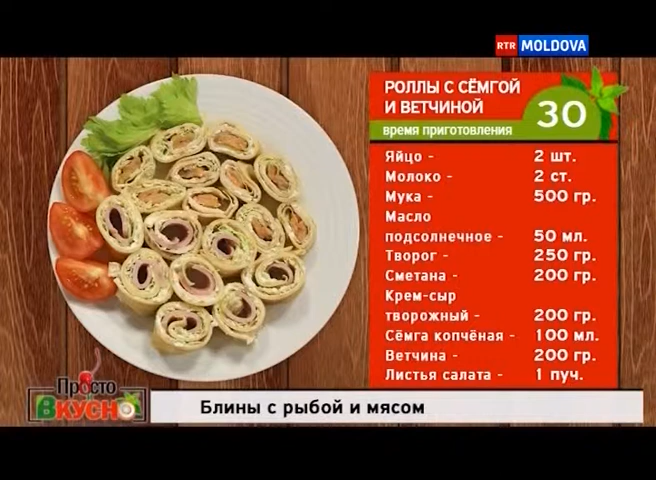 RTR MOLDOVA
РОЛЛЫ С СЁМГОЙ
И ВЕТЧИНОЙ
30
время приготовления
Яйцо - 2 шт.
Молоко - 2 ст.
Мука - 500 гр.
Масло
подсолнечное - 50 мл.
Творог - 250 гр.
Сметана - 200 гр.
Крем-сыр
творожный - 200 гр.
Сёмга копчёная - 100 мл.
Ветчина - 200 гр.
Листья салата - 1 пуч.
Просто
Вкусно
Блины с рыбой и мясом